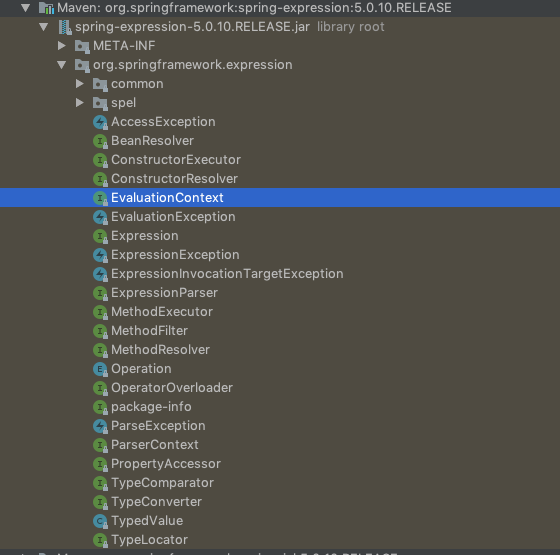 Maven: org.springframework:spring-expression:5.0.10.RELEASE
spring-expression-5.0.10.RELEASE.jar library root
META-INF
org.springframework.expression
common
spel
AccessException
BeanResolver
ConstructorExecutor
ConstructorResolver
EvaluationContext
EvaluationException
Expression
ExpressionException
ExpressionInvocationTargetException
ExpressionParser
MethodExecutor
MethodFilter
MethodResolver
Operation
OperatorOverloader
package-info
ParseException
ParserContext
PropertyAccessor
TypeComparator
TypeConverter
TypedValue
TypeLocator